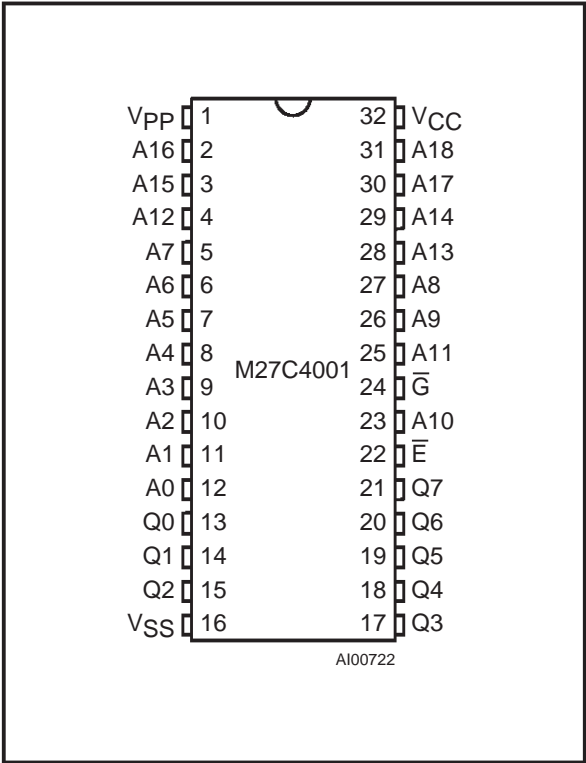 VPP 1 32 VCC
A16 2 31 A18
A15 3 30 A17
A12 4 29 A14
A7 5 28 A13
A6 6 27 A8
A5 7 26 A9
A4 8 25 A11
M27C4001
A3 9 24 G̅
A2 10 23 A10
A1 11 22 E̅
A0 12 21 Q7
Q0 13 20 Q6
Q1 14 19 Q5
Q2 15 18 Q4
VSS 16 17 Q3
AI00722